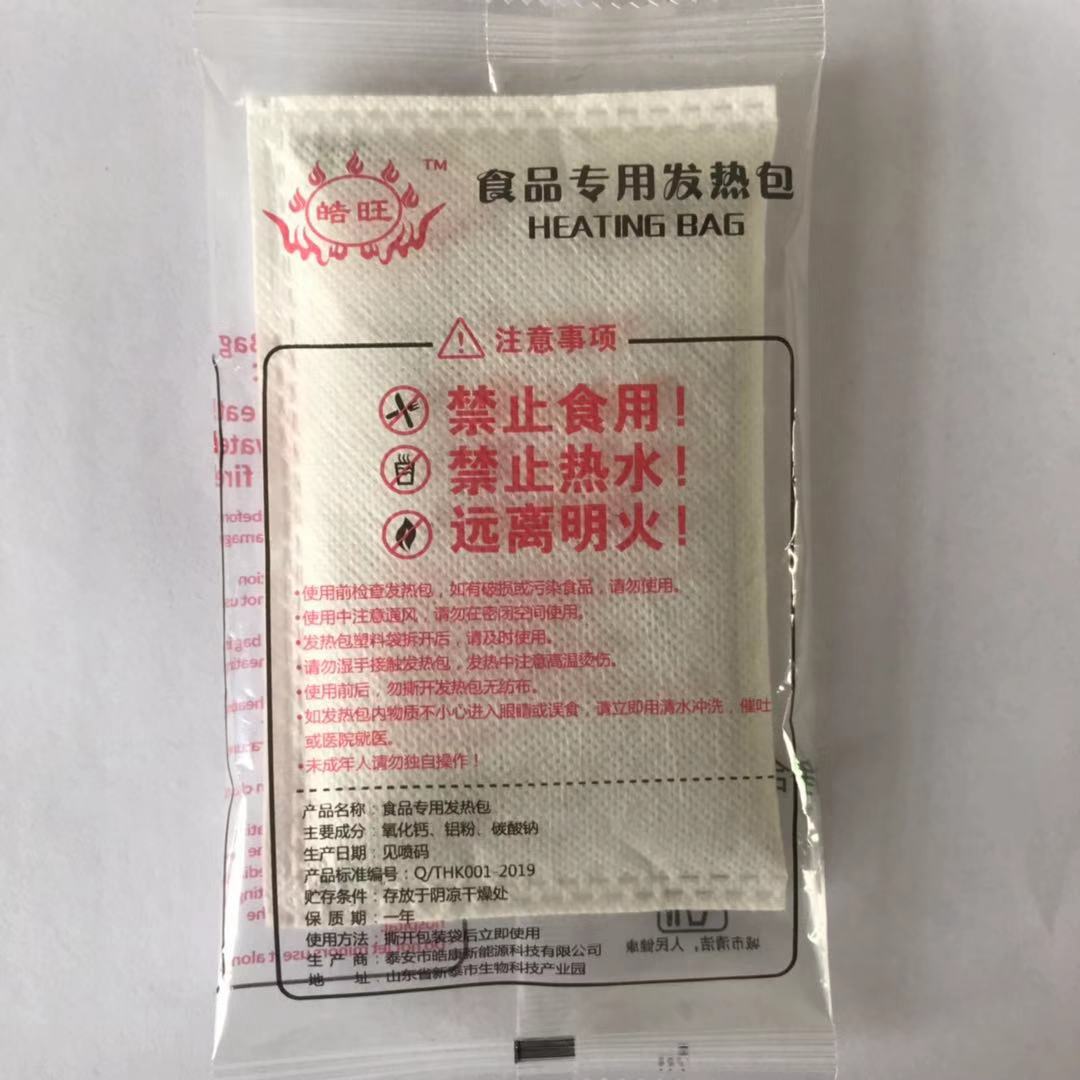 皓旺
TM
食品专用发热包
HEATING BAG
注意事项
禁止食用!
禁止热水!
远离明火!
•使用前检查发热包,如有破损或污染食品,请勿使用。
•使用中注意通风,请勿在密闭空间使用。
•发热包塑料袋拆开后,请及时使用。
•请勿湿手接触发热包,发热中注意高温烫伤。
•使用前后,勿撕开发热包无纺布。
•如发热包内物质不小心进入眼睛或误食,请立即用清水冲洗,催吐
或医院就医。
•未成年人请勿独自操作!
产品名称:食品专用发热包
主要成分:氧化钙、铝粉、碳酸钠
生产日期:见喷码
产品标准编号:Q/THK001-2019
贮存条件:存放于阴凉干燥处
保质期:一年
使用方法:撕开包装袋后立即使用
生产商:泰安市皓康新能源科技有限公司
地址:山东省新泰市生物科技产业园
城市清洁,人民健康